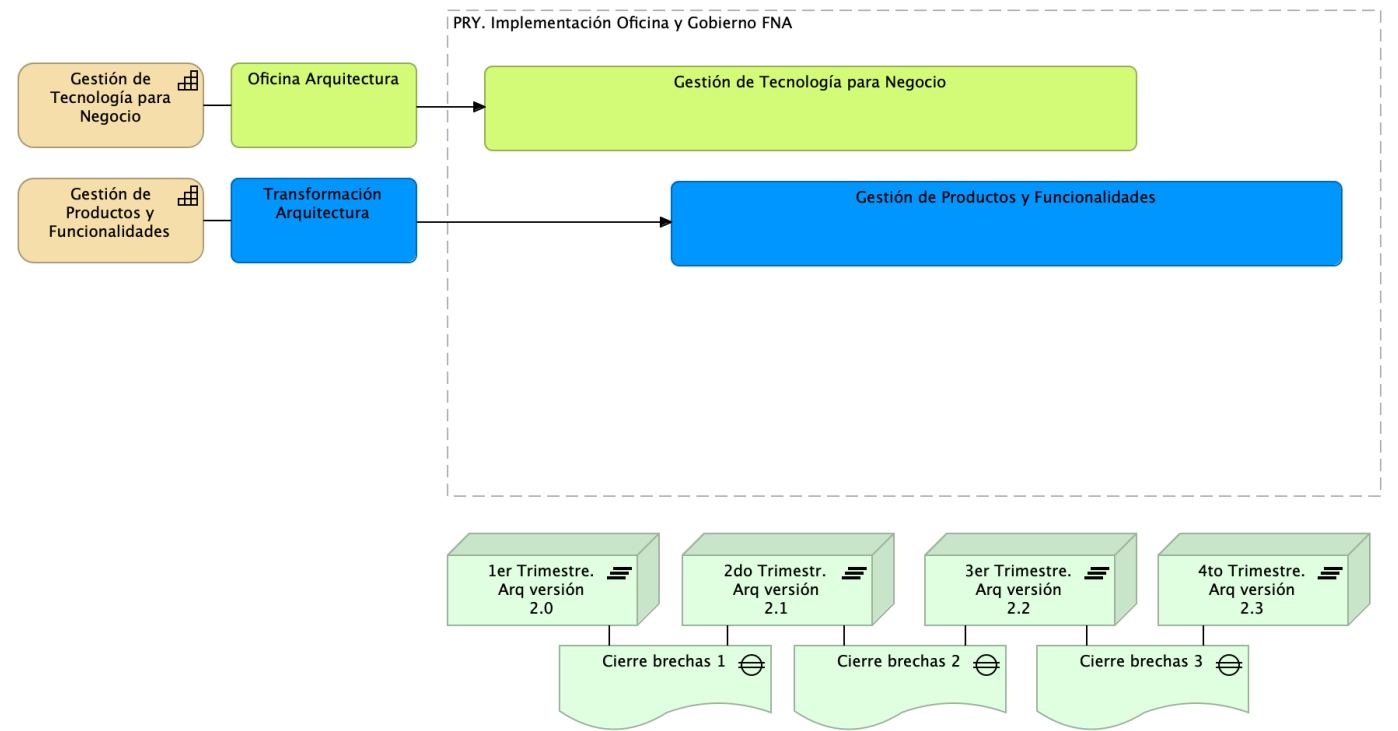 PRY. Implementación Oficina y Gobierno FNA
Gestión de
Tecnología para
Negocio
Oficina Arquitectura
Gestión de Tecnología para Negocio
Gestión de
Productos y
Funcionalidades
Transformación
Arquitectura
Gestión de Productos y Funcionalidades
1er Trimestre.
Arq versión
2.0
2do Trimestr.
Arq versión
2.1
3er Trimestre.
Arq versión
2.2
4to Trimestre.
Arq versión
2.3
Cierre brechas 1
Cierre brechas 2
Cierre brechas 3